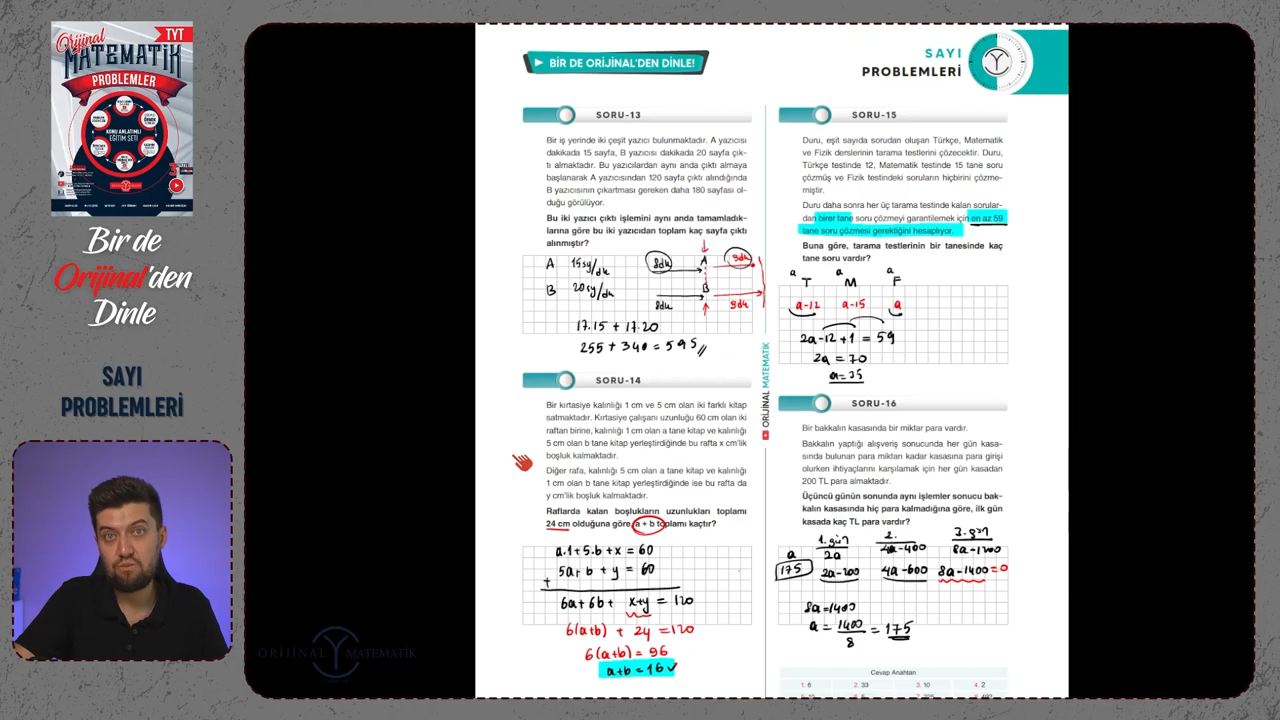 TYT
Orijinal
MATEMATİK
PROBLEMLER
KONU ANLATIMLI
EĞİTİM SETİ
Bir de
Orijinal'den
Dinle
SAYI
PROBLEMLERİ
BİR DE ORİJİNAL'DEN DİNLE!
SAYI
PROBLEMLERİ
SORU-13
Bir iş yerinde iki çeşit yazıcı bulunmaktadır. A yazıcısı
dakikada 15 sayfa, B yazıcısı dakikada 20 sayfa çık-
tı almaktadır. Bu yazıcılardan aynı anda çıktı almaya
başlanarak A yazıcısından 120 sayfa çıktı alındığında
B yazıcısının çıkartması gereken daha 180 sayfası ol-
duğu görülüyor.
Bu iki yazıcı çıktı işlemini aynı anda tamamladık-
larına göre bu iki yazıcıdan toplam kaç sayfa çıktı
alınmıştır?
A 15sy/dk 8dk A 9dk
B 20sy/dk 8dk B 9dk
17.15 + 17.20
255 + 340 = 595
SORU-14
Bir kırtasiye kalınlığı 1 cm ve 5 cm olan iki farklı kitap
satmaktadır. Kırtasiye çalışanı uzunluğu 60 cm olan iki
raftan birine, kalınlığı 1 cm olan a tane kitap ve kalınlığı
5 cm olan b tane kitap yerleştirdiğinde bu rafta x cm'lik
boşluk kalmaktadır.
Diğer rafa, kalınlığı 5 cm olan a tane kitap ve kalınlığı
1 cm olan b tane kitap yerleştirdiğinde ise bu rafta da
y cm'lik boşluk kalmaktadır.
Raflarda kalan boşlukların uzunlukları toplamı
24 cm olduğuna göre, a + b toplamı kaçtır?
a.1+5.b+x = 60
5a+b+y = 60
+
6a+6b+ x+y = 120
6(a+b) + 24 = 120
6(a+b) = 96
a+b = 16
ORİJİNAL MATEMATİK
SORU-15
Duru, eşit sayıda sorudan oluşan Türkçe, Matematik
ve Fizik derslerinin tarama testlerini çözecektir. Duru,
Türkçe testinde 12, Matematik testinde 15 tane soru
çözmüş ve Fizik testindeki soruların hiçbirini çözme-
miştir.
Duru daha sonra her üç tarama testinde kalan sorular-
dan birer tane soru çözmeyi garantilemek için en az 59
tane soru çözmesi gerektiğini hesaplıyor.
Buna göre, tarama testlerinin bir tanesinde kaç
tane soru vardır?
a a a
T M F
a-12 a-15 a
2a-12+1 = 59
2a = 70
a=35
SORU-16
Bir bakkalın kasasında bir miktar para vardır.
Bakkalın yaptığı alışveriş sonucunda her gün kasa-
sında bulunan para miktarı kadar kasasına para girişi
olurken ihtiyaçlarını karşılamak için her gün kasadan
200 TL para almaktadır.
Üçüncü günün sonunda aynı işlemler sonucu bak-
kalın kasasında hiç para kalmadığına göre, ilk gün
kasada kaç TL para vardır?
1. gün 2. 3. gün
a 2a 4a-400 8a-1200
175 2a-200 4a-600 8a-1400=0
8a=1400
a = 1400/8 = 175
Cevap Anahtarı
1. 6 2. 33 3. 10 4. 2
ORİJİNAL MATEMATİK